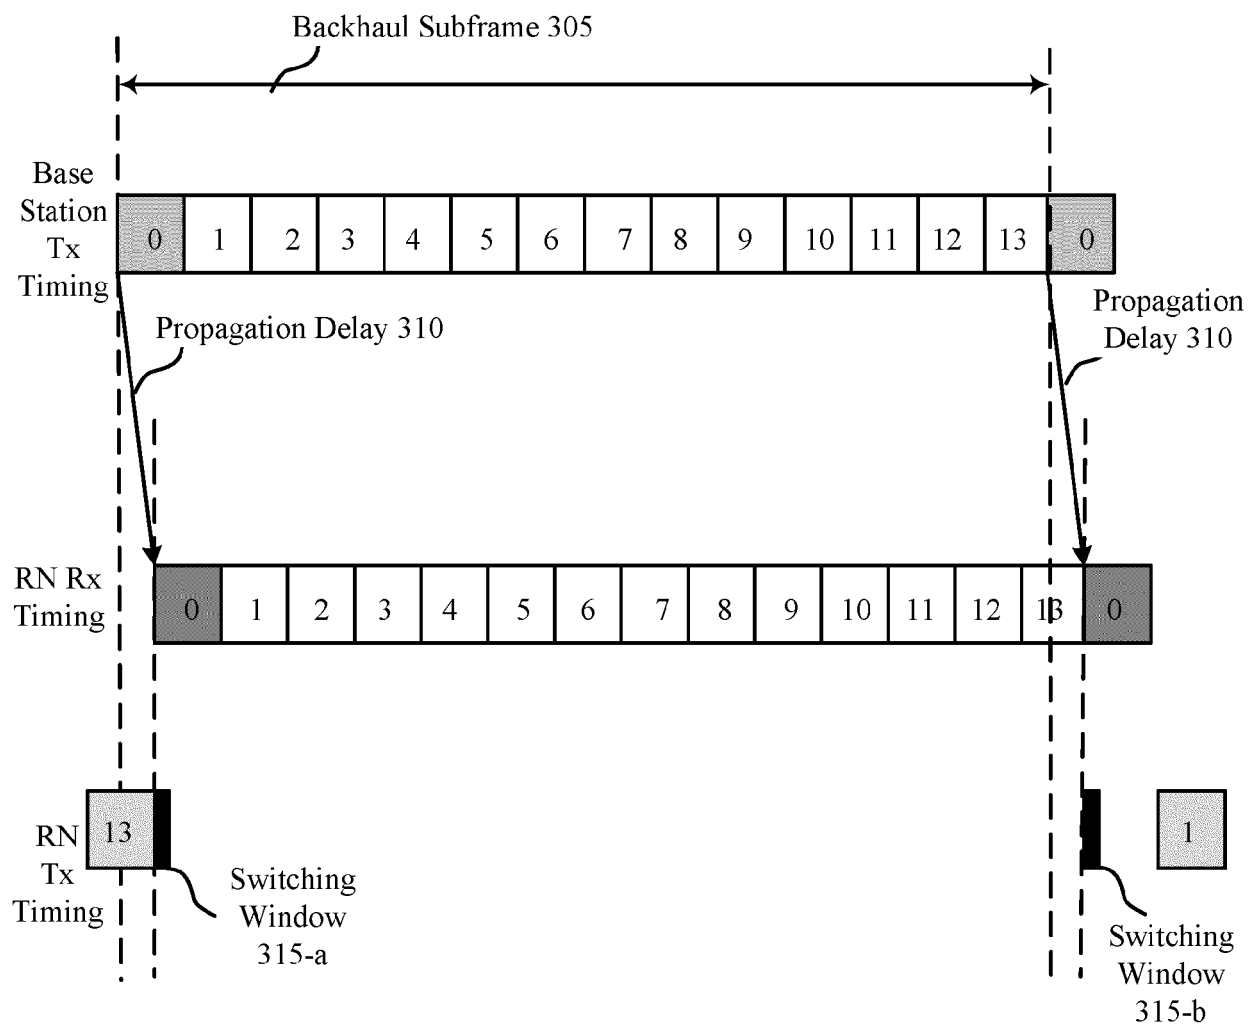 Backhaul Subframe 305
Base
Station
Tx
Timing
0 1 2 3 4 5 6 7 8 9 10 11 12 13 0
Propagation Delay 310
Propagation
Delay 310
RN Rx
Timing
0 1 2 3 4 5 6 7 8 9 10 11 12 13 0
RN
Tx
Timing
13
1
Switching
Window
315-a
Switching
Window
315-b